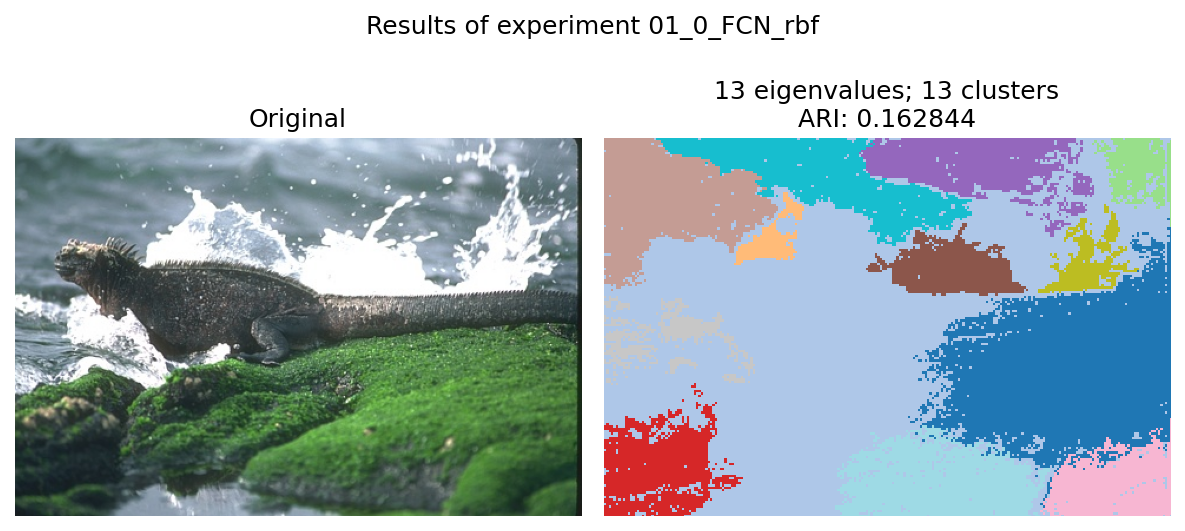 Results of experiment 01_0_FCN_rbf
Original
13 eigenvalues; 13 clusters
ARI: 0.162844